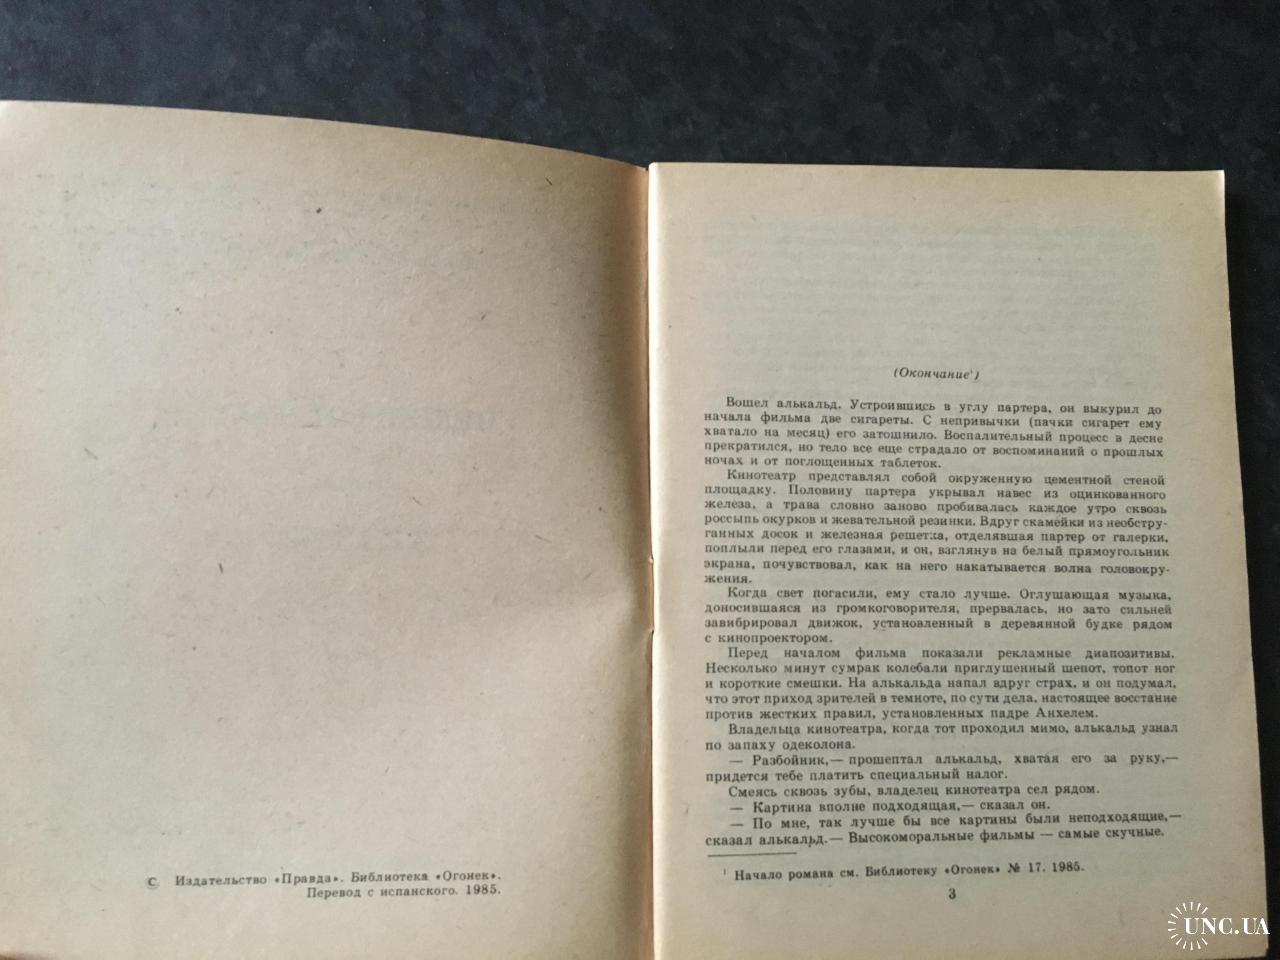 © Издательство «Правда». Библиотека «Огонек».
Перевод с испанского. 1985.
(Окончание¹)
Вошел алькальд. Устроившись в углу партера, он выкурил до
начала фильма две сигареты. С непривычки (пачки сигарет ему
хватало на месяц) его затошнило. Воспалительный процесс в десне
прекратился, но тело все еще страдало от воспоминаний о прошлых
ночах и от поглощенных таблеток.
Кинотеатр представлял собой окруженную цементной стеной
площадку. Половину партера укрывал навес из оцинкованного
железа, а трава словно заново пробивалась каждое утро сквозь
россыпь окурков и жевательной резинки. Вдруг скамейки из необстру-
ганных досок и железная решетка, отделявшая партер от галерки,
поплыли перед его глазами, и он, взглянув на белый прямоугольник
экрана, почувствовал, как на него накатывается волна головокру-
жения.
Когда свет погасили, ему стало лучше. Оглушающая музыка,
доносившаяся из громкоговорителя, прервалась, но зато сильней
завибрировал движок, установленный в деревянной будке рядом
с кинопроектором.
Перед началом фильма показали рекламные диапозитивы.
Несколько минут сумрак колебали приглушенный шепот, топот ног
и короткие смешки. На алькальда напал вдруг страх, и он подумал,
что этот приход зрителей в темноте, по сути дела, настоящее восстание
против жестких правил, установленных падре Анхелем.
Владельца кинотеатра, когда тот проходил мимо, алькальд узнал
по запаху одеколона.
— Разбойник,— прошептал алькальд, хватая его за руку,—
придется тебе платить специальный налог.
Смеясь сквозь зубы, владелец кинотеатра сел рядом.
— Картина вполне подходящая,— сказал он.
— По мне, так лучше бы все картины были неподходящие,—
сказал алькальд.— Высокоморальные фильмы — самые скучные.
¹ Начало романа см. Библиотеку «Огонек» № 17. 1985.
3
UNC.UA